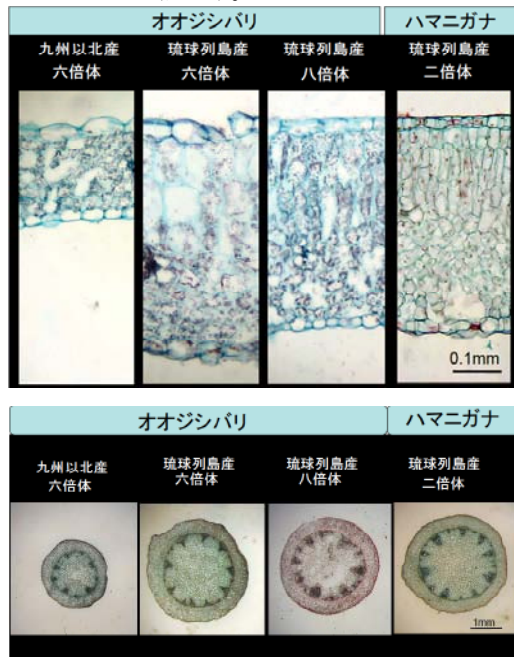 オオジシバリ
ハマニガナ
九州以北産
六倍体
琉球列島産
六倍体
琉球列島産
八倍体
琉球列島産
二倍体
0.1mm
オオジシバリ
ハマニガナ
九州以北産
六倍体
琉球列島産
六倍体
琉球列島産
八倍体
琉球列島産
二倍体
1mm